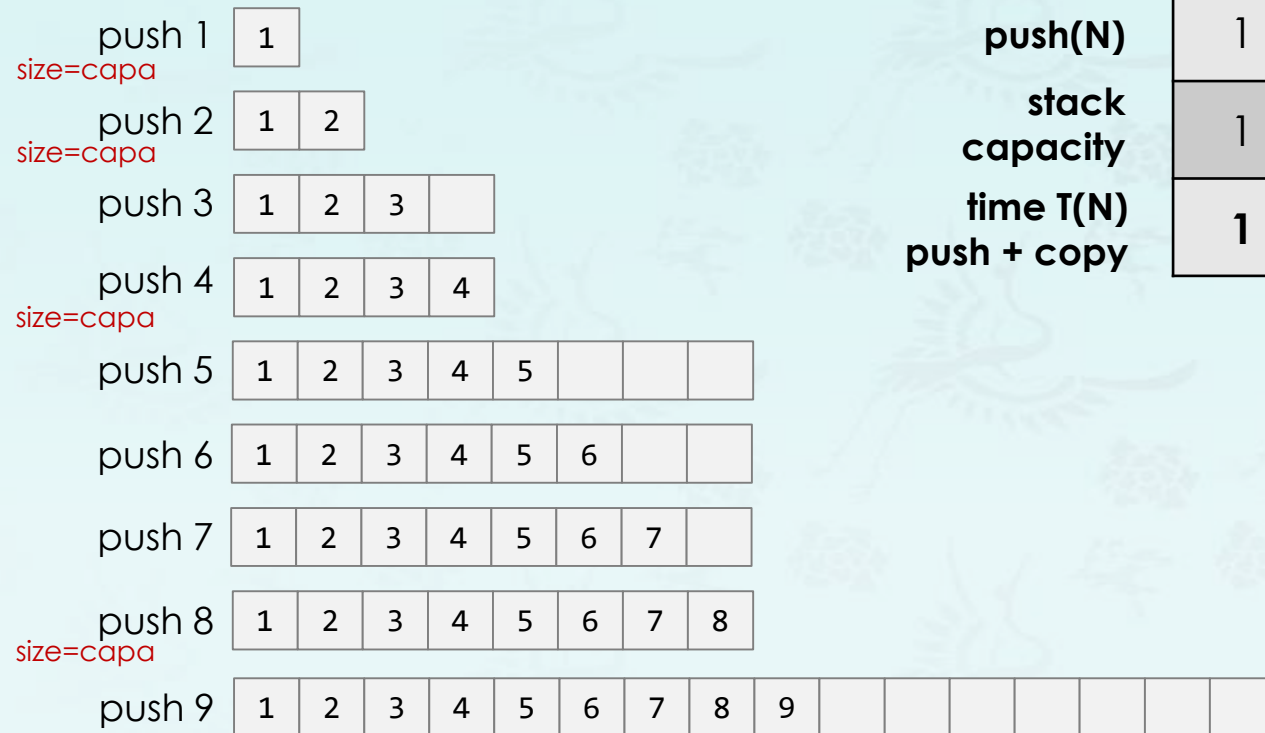 push 1 1
size=capa
push 2 1 2
size=capa
push 3 1 2 3
push 4 1 2 3 4
size=capa
push 5 1 2 3 4 5
push 6 1 2 3 4 5 6
push 7 1 2 3 4 5 6 7
push 8 1 2 3 4 5 6 7 8
size=capa
push 9 1 2 3 4 5 6 7 8 9
push(N) 1
stack
capacity 1
time T(N)
push + copy 1